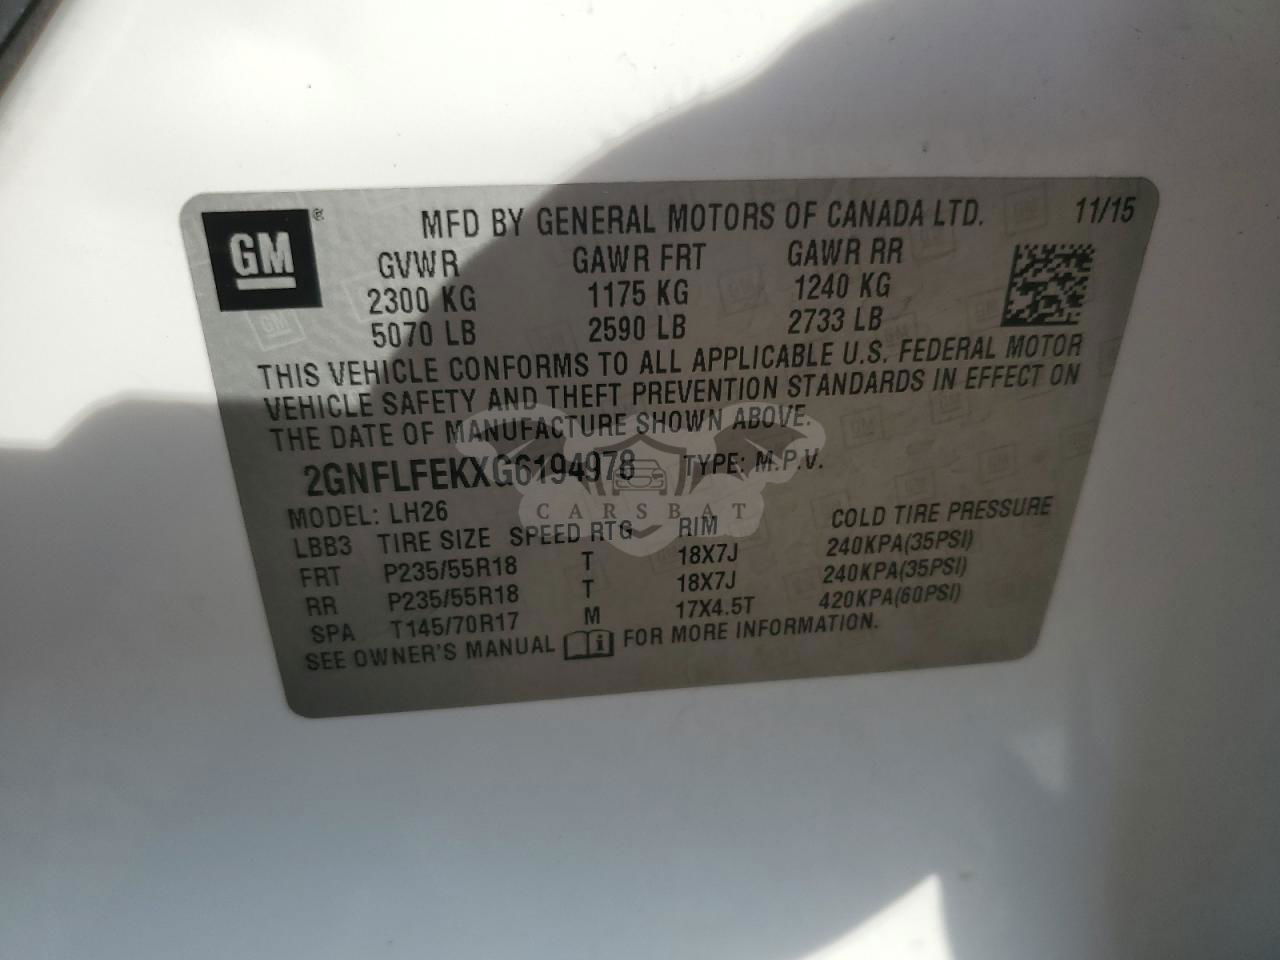 GM ® MFD BY GENERAL MOTORS OF CANADA LTD. 11/15
GVWR GAWR FRT GAWR RR
2300 KG 1175 KG 1240 KG
5070 LB 2590 LB 2733 LB
THIS VEHICLE CONFORMS TO ALL APPLICABLE U.S. FEDERAL MOTOR
VEHICLE SAFETY AND THEFT PREVENTION STANDARDS IN EFFECT ON
THE DATE OF MANUFACTURE SHOWN ABOVE.
2GNFLFEKXG6194978 TYPE: M.P.V.
CARSBAT
MODEL: LH26
LBB3 TIRE SIZE SPEED RTG RIM COLD TIRE PRESSURE
FRT P235/55R18 T 18X7J 240KPA(35PSI)
RR P235/55R18 T 18X7J 240KPA(35PSI)
SPA T145/70R17 M 17X4.5T 420KPA(60PSI)
SEE OWNER'S MANUAL i FOR MORE INFORMATION.